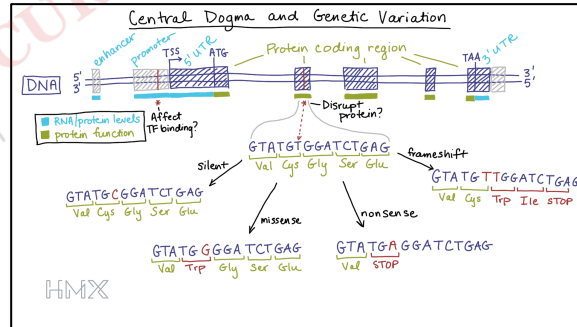 Central Dogma and Genetic Variation
enhancer
promoter
TSS
5' UTR
ATG
Protein coding region
TAA
3' UTR
DNA
5'
3'
3'
5'
RNA/protein levels
protein function
*
Affect
TF binding?
*
Disrupt
protein?
GTATGTGGATCTGAG
Val Cys Gly Ser Glu
silent
GTATGCGGATCTGAG
Val Cys Gly Ser Glu
missense
GTATGGGGATCTGAG
Val Trp Gly Ser Glu
nonsense
GTATGAGGATCTGAG
Val STOP
frameshift
GTATGTTGGATCTGAG
Val Cys Trp Ile STOP
HMX